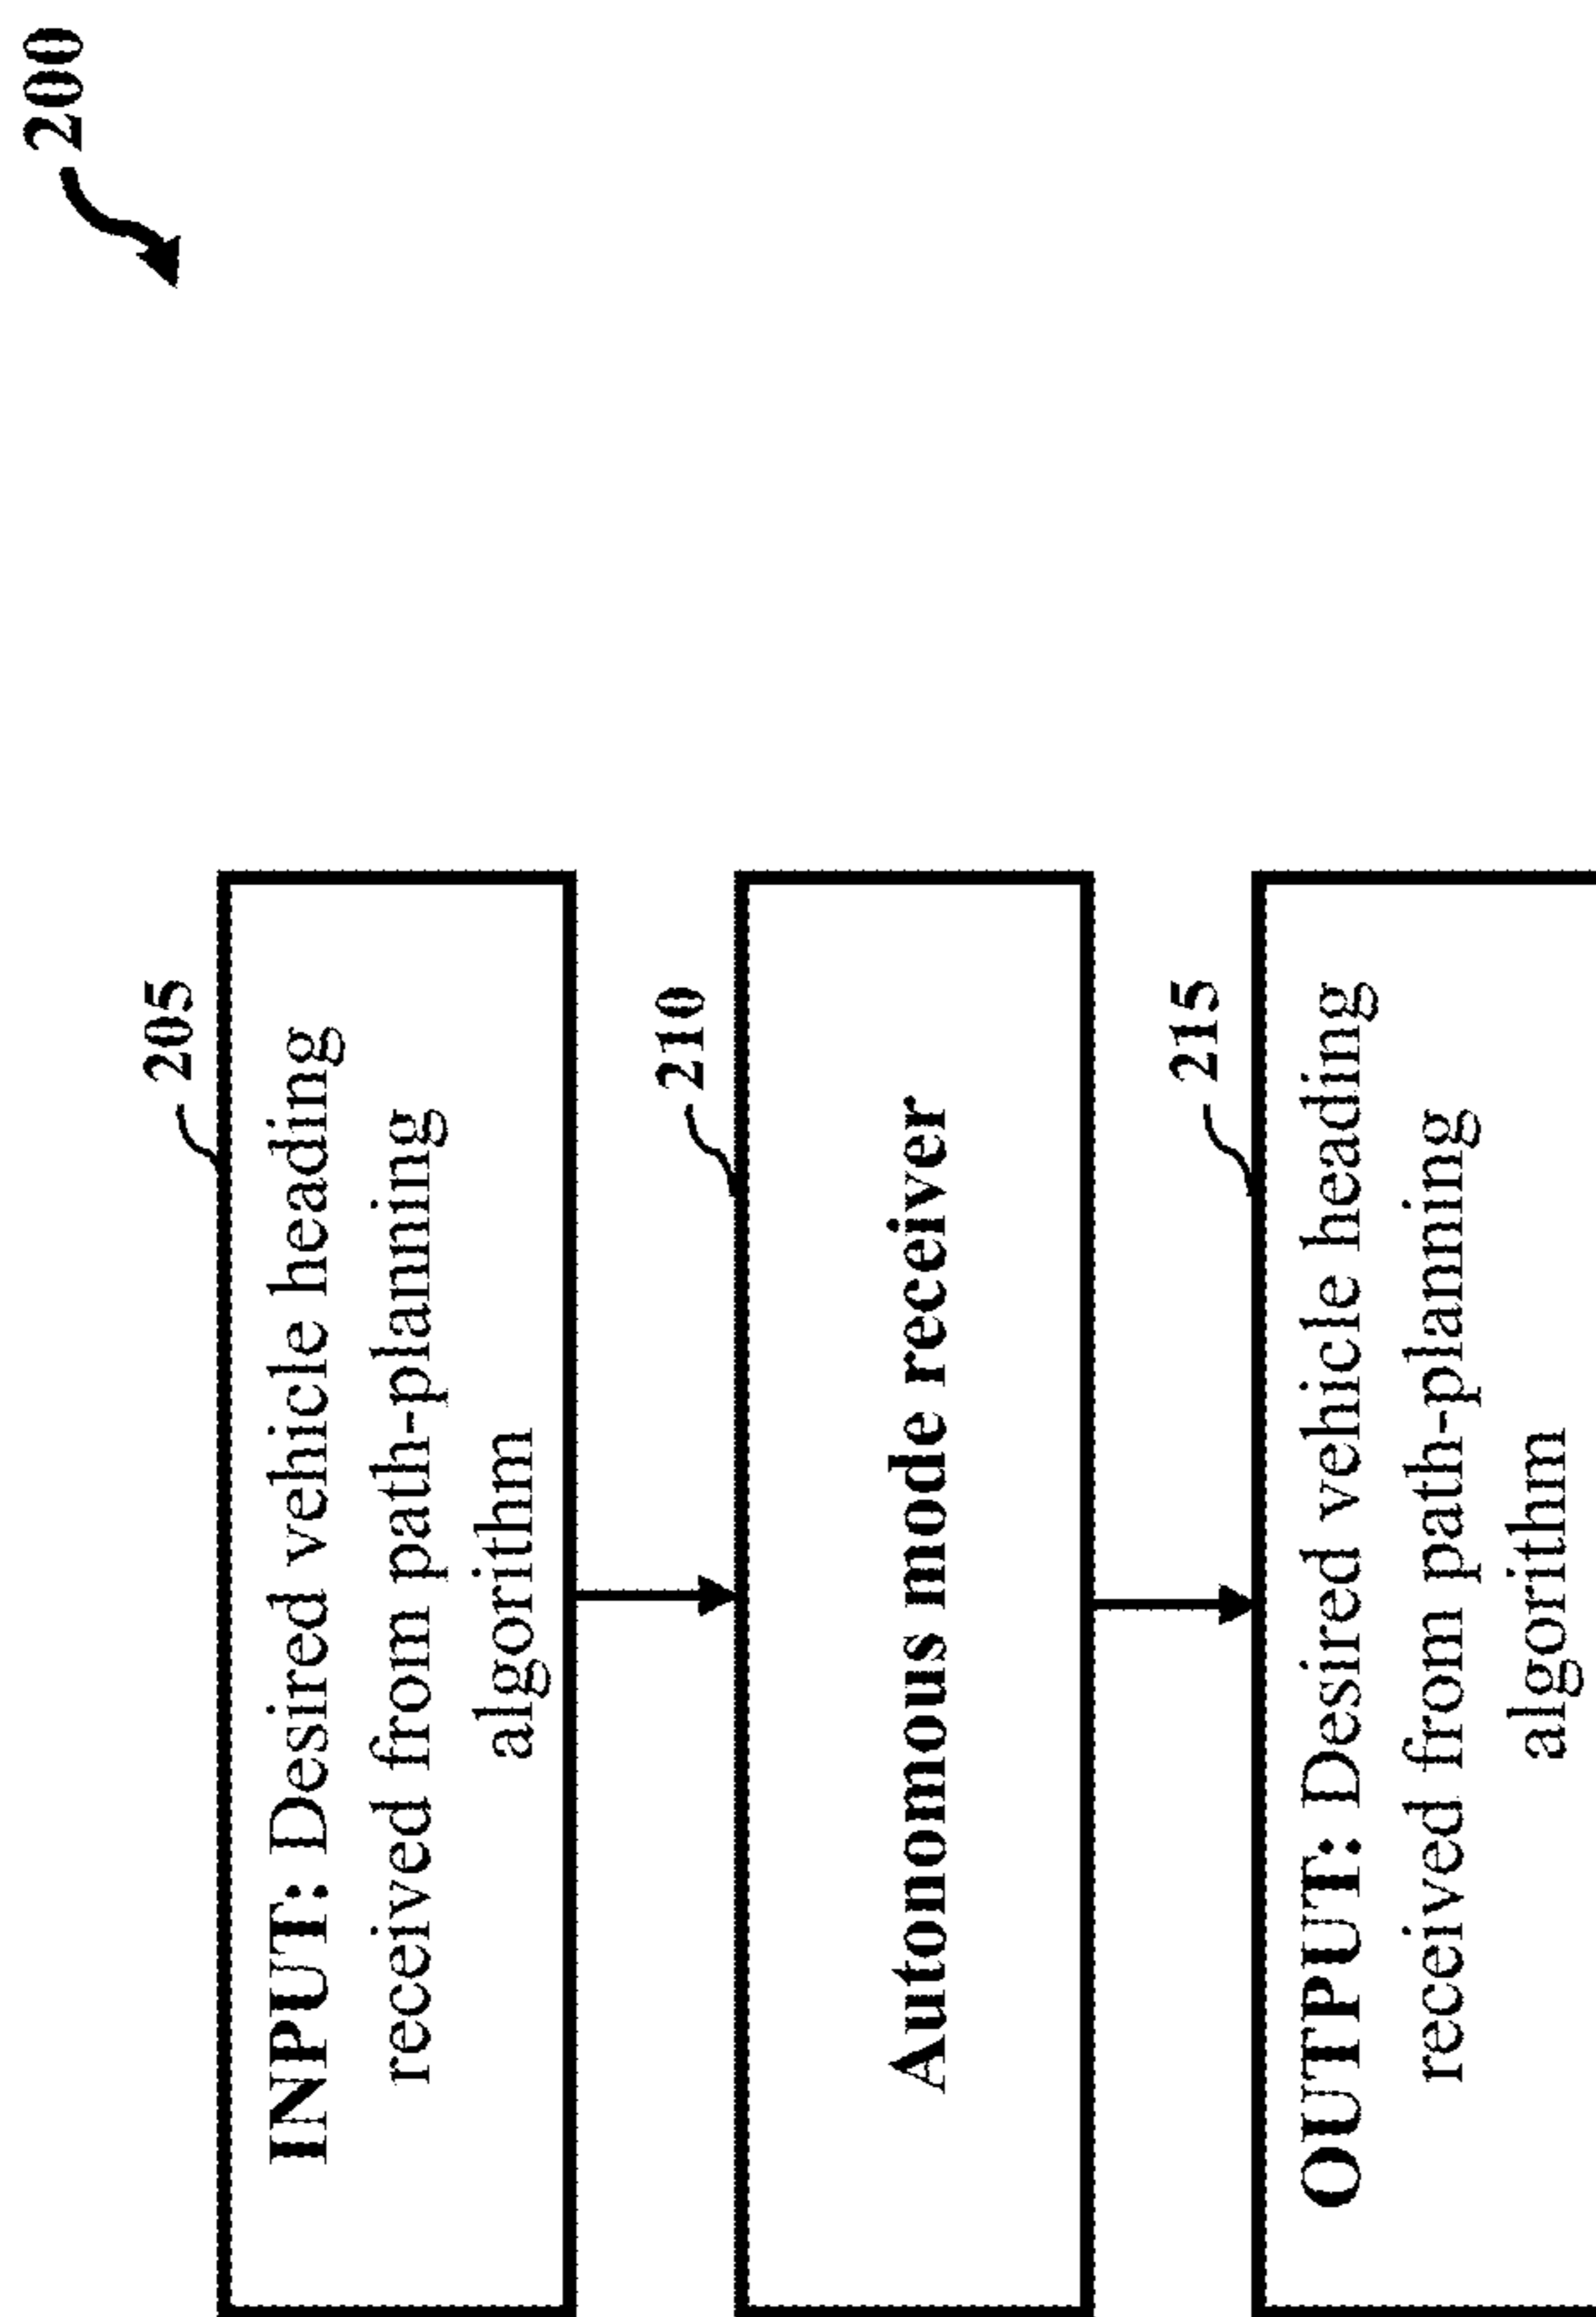 200
205
INPUT: Desired vehicle heading
received from path-planning
algorithm
210
Autonomous mode receiver
215
OUTPUT: Desired vehicle heading
received from path-planning
algorithm